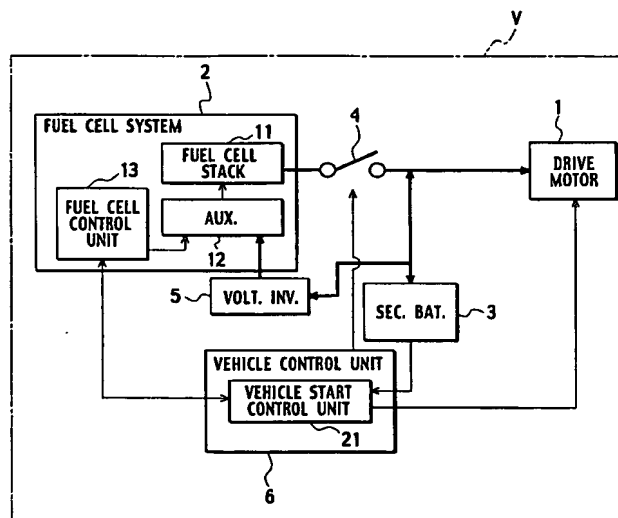 V
2
FUEL CELL SYSTEM
11
FUEL CELL
STACK
4
1
DRIVE
MOTOR
13
FUEL CELL
CONTROL
UNIT
AUX.
12
5
VOLT. INV.
SEC. BAT.
3
VEHICLE CONTROL UNIT
VEHICLE START
CONTROL UNIT
21
6